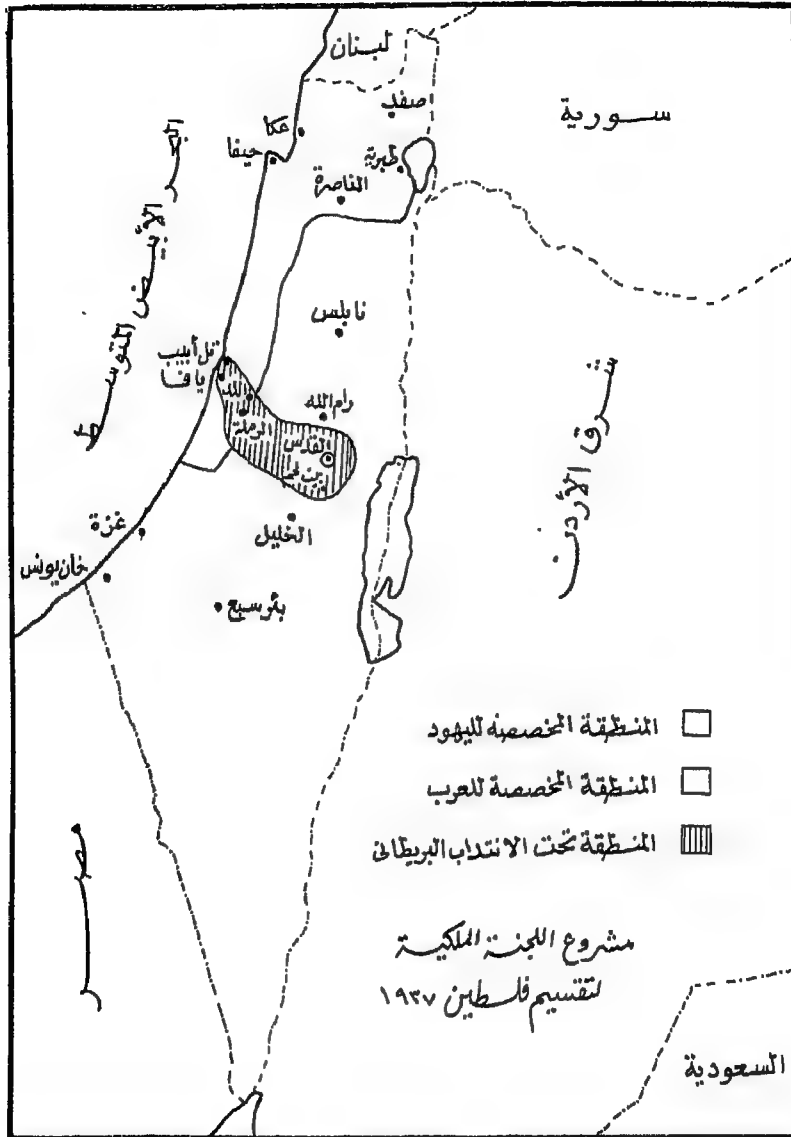 لبنان
صفد
سورية
عكا
حيفا
طبرية
الناصرة
البحر الأبيض المتوسط
نابلس
تل أبيب
يافا
اللد
رام الله
الرملة
القدس
بيت لحم
شرق الأردن
غزة
الخليل
خان يونس
بئر سبع
المنطقة المخصصة لليهود
المنطقة المخصصة للعرب
المنطقة تحت الانتداب البريطاني
مصر
مشروع اللجنة الملكية
لتقسيم فلسطين ١٩٣٧
السعودية